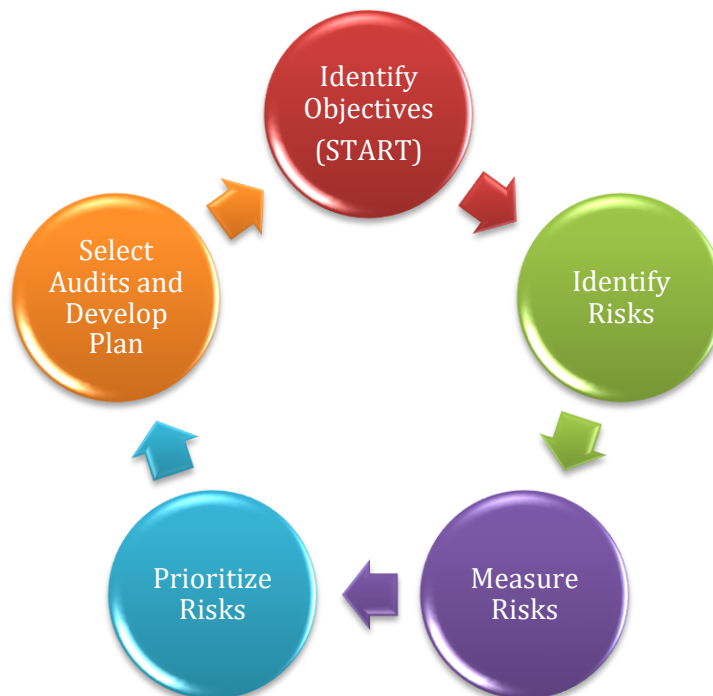 Identify
Objectives
(START)
Identify
Risks
Measure
Risks
Prioritize
Risks
Select
Audits and
Develop
Plan